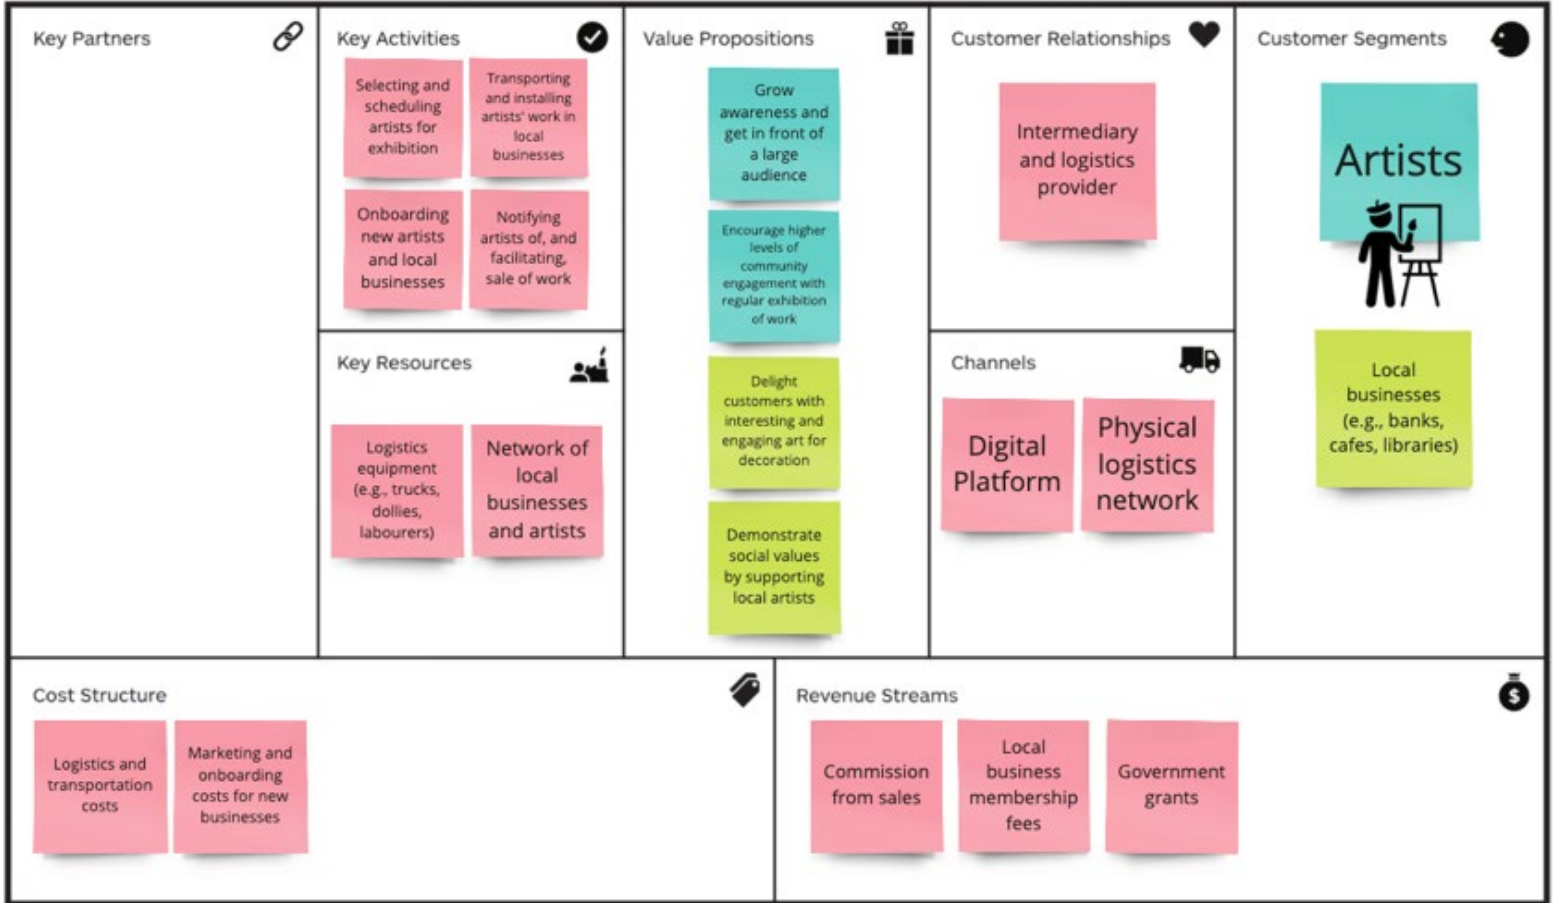 Key Partners
Key Activities
Selecting and
scheduling
artists for
exhibition
Transporting
and installing
artists' work in
local
businesses
Onboarding
new artists
and local
businesses
Notifying
artists of, and
facilitating,
sale of work
Key Resources
Logistics
equipment
(e.g., trucks,
dollies,
labourers)
Network of
local
businesses
and artists
Value Propositions
Grow
awareness and
get in front of
a large
audience
Encourage higher
levels of
community
engagement with
regular exhibition
of work
Delight
customers with
interesting and
engaging art for
decoration
Demonstrate
social values
by supporting
local artists
Customer Relationships
Intermediary
and logistics
provider
Channels
Digital
Platform
Physical
logistics
network
Customer Segments
Artists
Local
businesses
(e.g., banks,
cafes, libraries)
Cost Structure
Logistics and
transportation
costs
Marketing and
onboarding
costs for new
businesses
Revenue Streams
$
Commission
from sales
Local
business
membership
fees
Government
grants